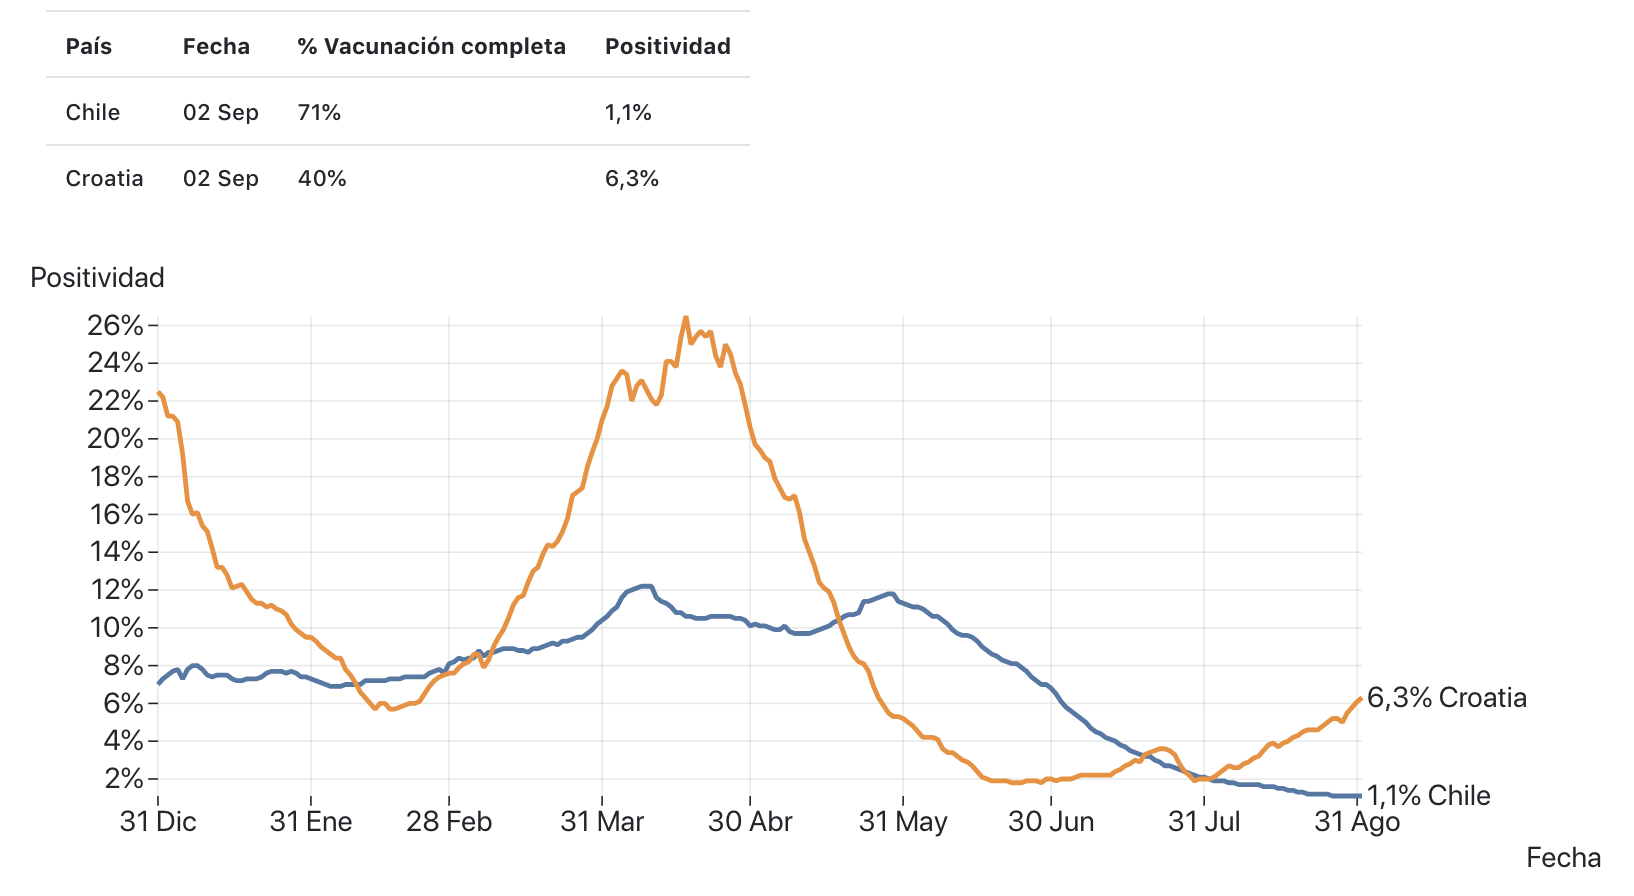 País Fecha % Vacunación completa Positividad
Chile 02 Sep 71% 1,1%
Croatia 02 Sep 40% 6,3%
Positividad
26%
24%
22%
20%
18%
16%
14%
12%
10%
8%
6%
4%
2%
6,3% Croatia
1,1% Chile
31 Dic 31 Ene 28 Feb 31 Mar 30 Abr 31 May 30 Jun 31 Jul 31 Ago
Fecha